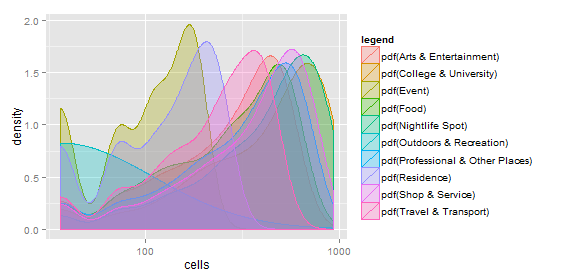 2.0
1.5
1.0
0.5
0.0
density
100
1000
cells
legend
pdf(Arts & Entertainment)
pdf(College & University)
pdf(Event)
pdf(Food)
pdf(Nightlife Spot)
pdf(Outdoors & Recreation)
pdf(Professional & Other Places)
pdf(Residence)
pdf(Shop & Service)
pdf(Travel & Transport)